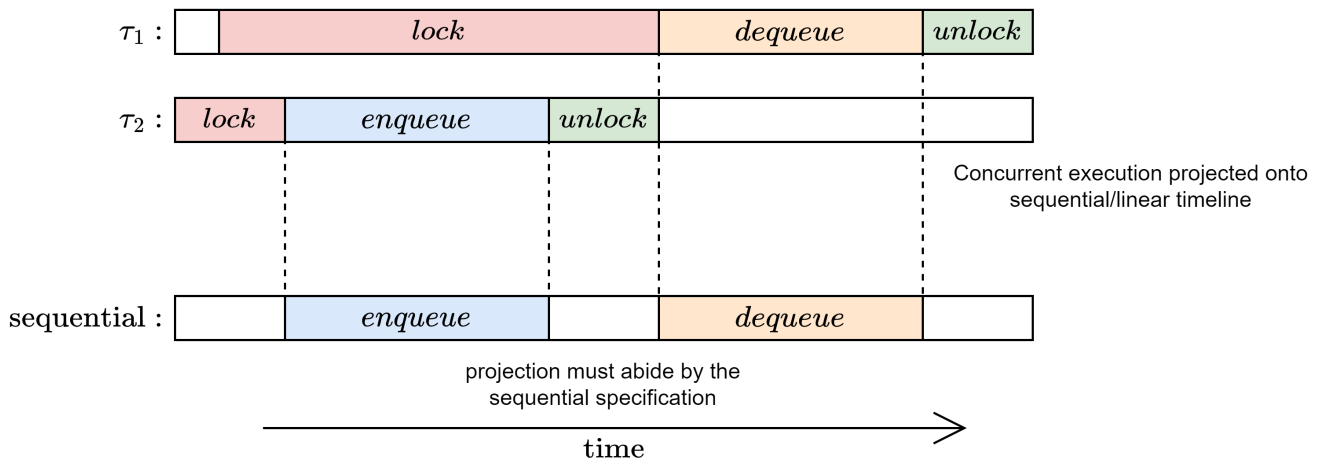 τ₁ : lock dequeue unlock
τ₂ : lock enqueue unlock
Concurrent execution projected onto
sequential/linear timeline
sequential : enqueue dequeue
projection must abide by the
sequential specification
time